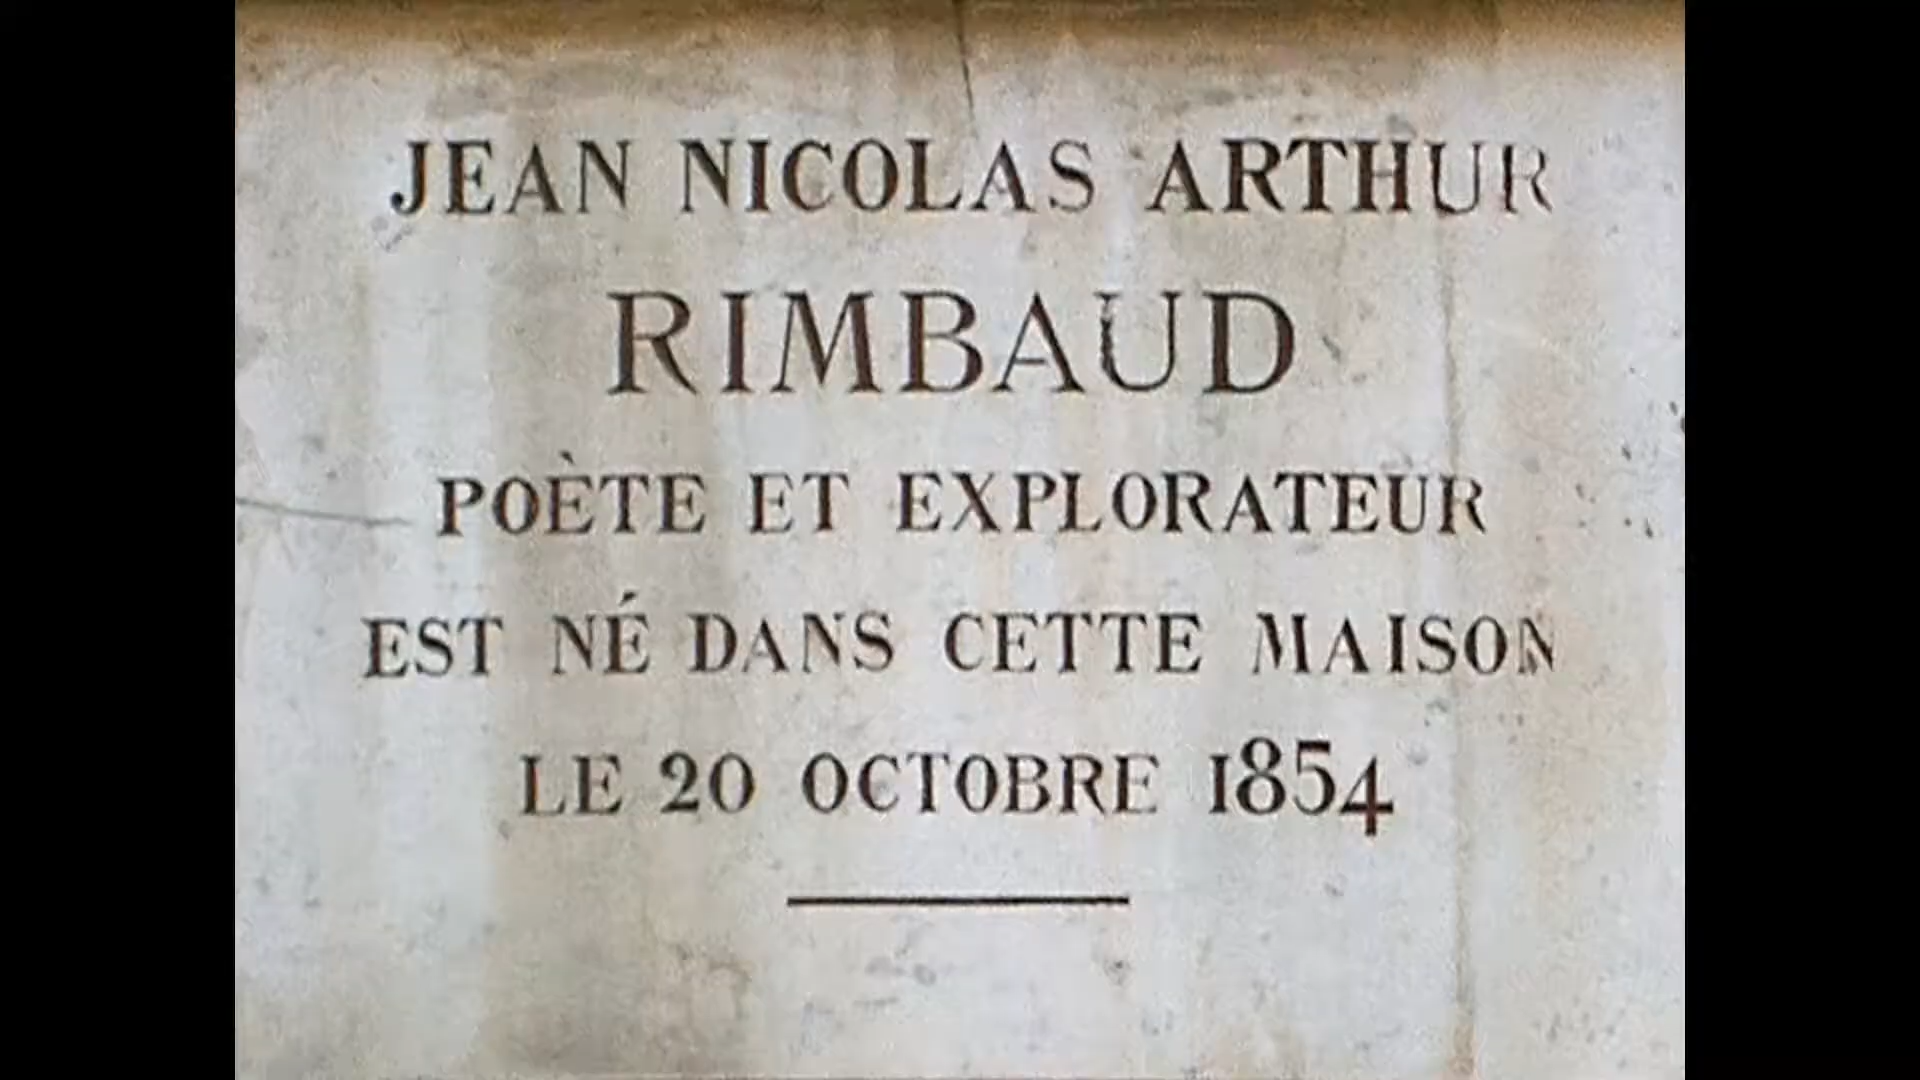 JEAN NICOLAS ARTHUR
RIMBAUD
POÈTE ET EXPLORATEUR
EST NÉ DANS CETTE MAISON
LE 20 OCTOBRE 1854